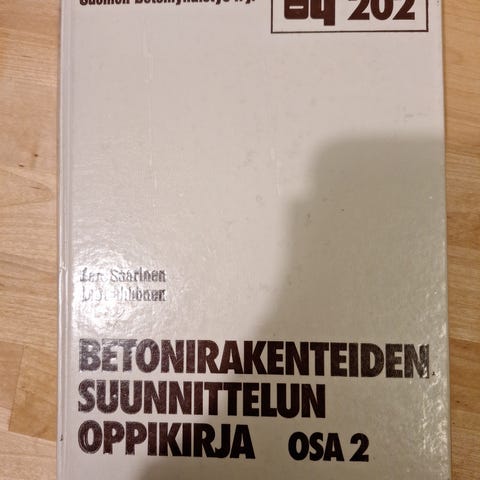 Suomen Betoniyhdistys r.y.
by 202
Saarinen
BETONIRAKENTEIDEN
SUUNNITTELUN
OPPIKIRJA OSA 2